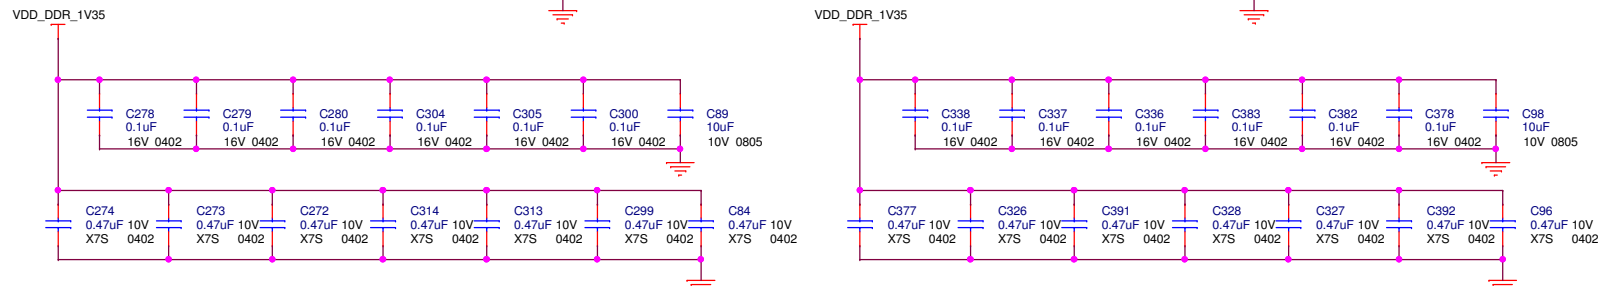 VDD_DDR_1V35 VDD_DDR_1V35
C278 C279 C280 C304 C305 C300 C89 C338 C337 C336 C383 C382 C378 C98
0.1uF 0.1uF 0.1uF 0.1uF 0.1uF 0.1uF 10uF 0.1uF 0.1uF 0.1uF 0.1uF 0.1uF 0.1uF 10uF
16V 0402 16V 0402 16V 0402 16V 0402 16V 0402 16V 0402 10V 0805 16V 0402 16V 0402 16V 0402 16V 0402 16V 0402 16V 0402 10V 0805
C274 C273 C272 C314 C313 C299 C84 C377 C326 C391 C328 C327 C392 C96
0.47uF 10V 0.47uF 10V 0.47uF 10V 0.47uF 10V 0.47uF 10V 0.47uF 10V 0.47uF 10V 0.47uF 10V 0.47uF 10V 0.47uF 10V 0.47uF 10V 0.47uF 10V 0.47uF 10V 0.47uF 10V
X7S 0402 X7S 0402 X7S 0402 X7S 0402 X7S 0402 X7S 0402 X7S 0402 X7S 0402 X7S 0402 X7S 0402 X7S 0402 X7S 0402 X7S 0402 X7S 0402